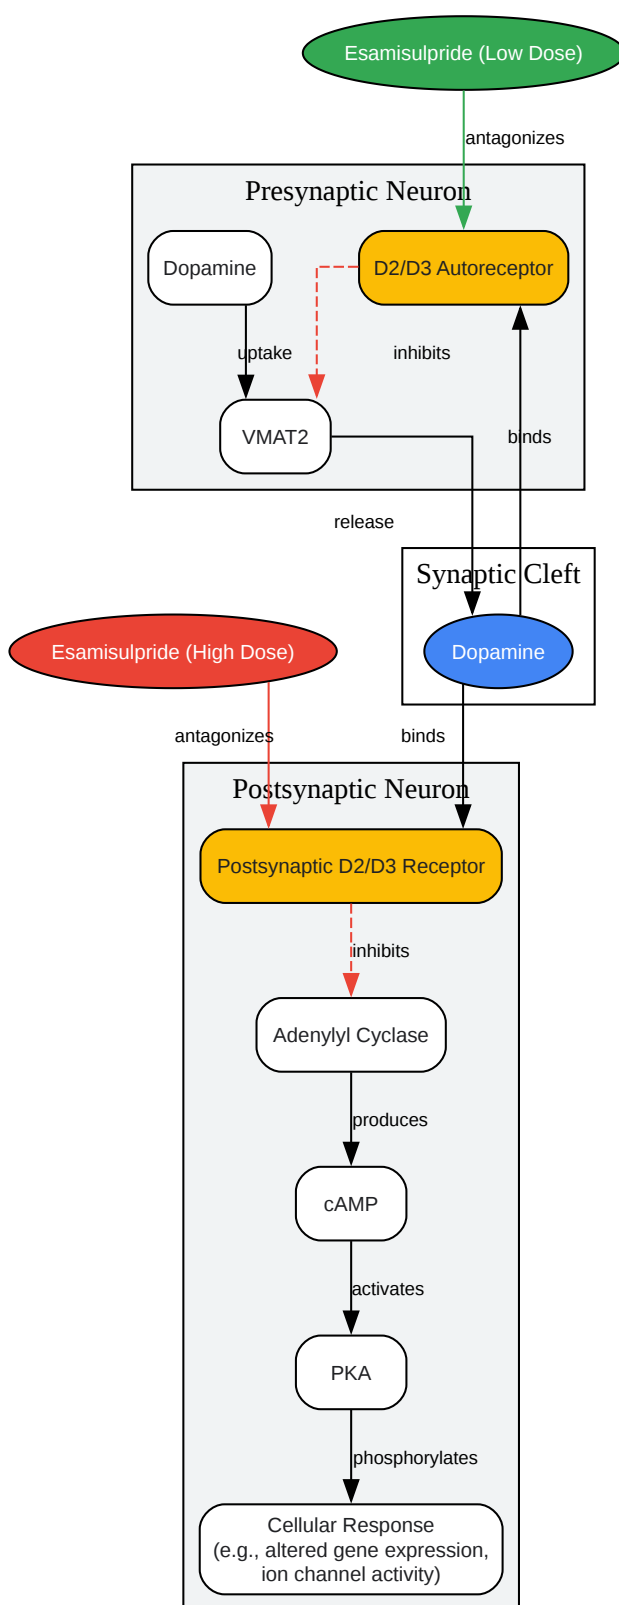 Esamisulpride (Low Dose)
antagonizes
Presynaptic Neuron
Dopamine
D2/D3 Autoreceptor
uptake
inhibits
VMAT2
binds
release
Synaptic Cleft
Esamisulpride (High Dose)
Dopamine
antagonizes
binds
Postsynaptic Neuron
Postsynaptic D2/D3 Receptor
inhibits
Adenylyl Cyclase
produces
cAMP
activates
PKA
phosphorylates
Cellular Response
(e.g., altered gene expression,
ion channel activity)